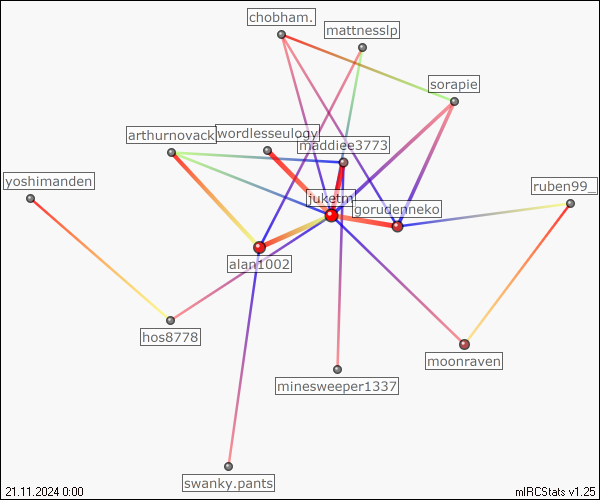 chobham.
mattnesslp
sorapie
arthurnovack
wordlesseulogy
maddiee3773
yoshimanden
ruben99_
juketm
gorudenneko
alan1002
hos8778
moonraven
minesweeper1337
swanky.pants
21.11.2024 0:00
mIRCStats v1.25